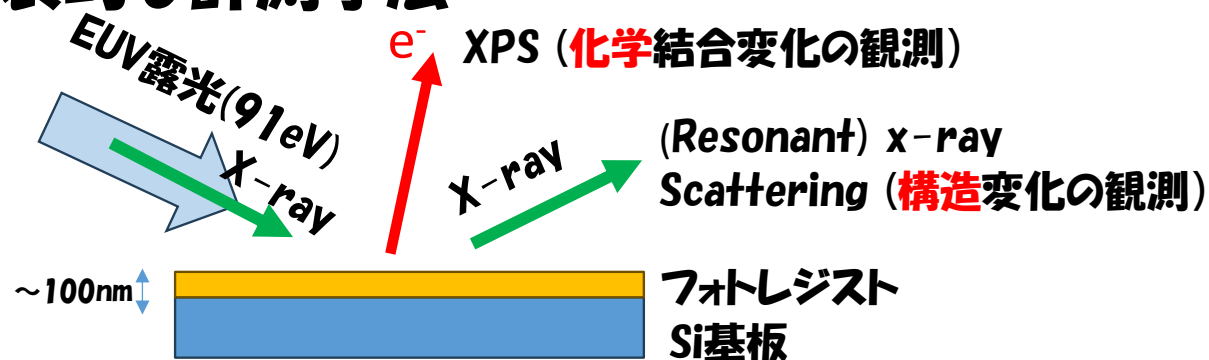 EUV露光(91eV)
X-ray
e-
XPS (化学結合変化の観測)
X-ray
(Resonant) x-ray
Scattering (構造変化の観測)
～100nm
フォトレジスト
Si基板